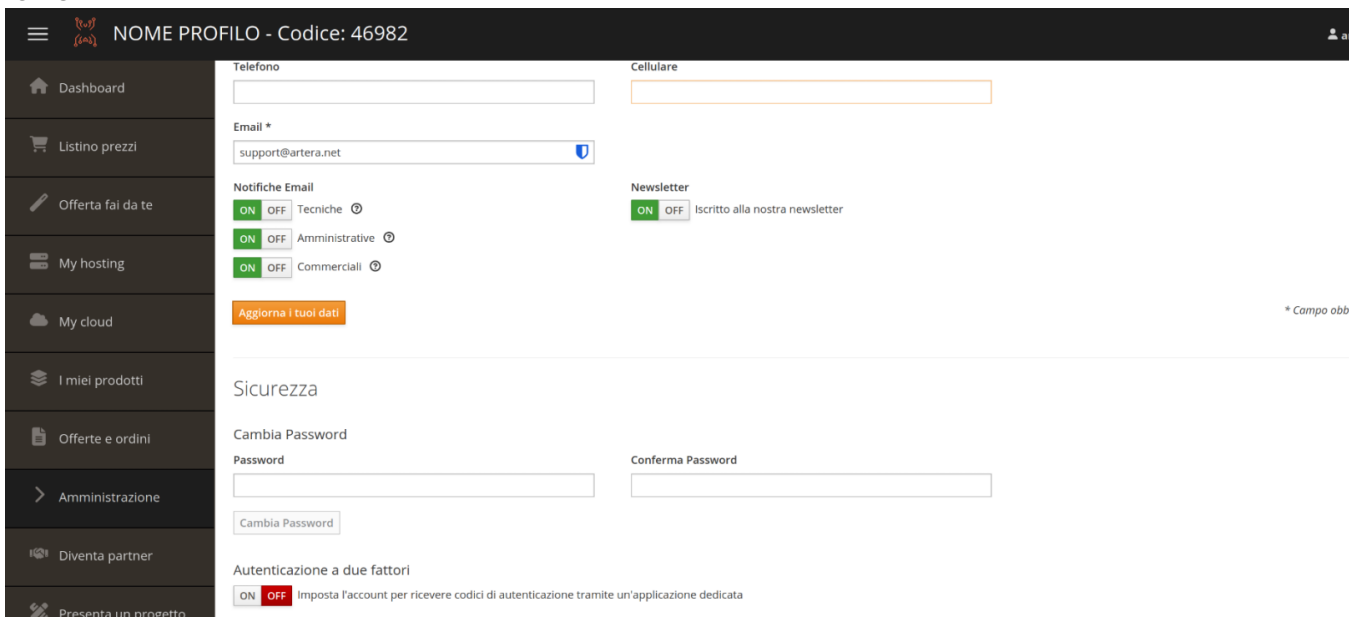 NOME PROFILO - Codice: 46982
Dashboard
Listino prezzi
Offerta fai da te
My hosting
My cloud
I miei prodotti
Offerte e ordini
Amministrazione
Diventa partner
Presenta un progetto
Telefono
Cellulare
Email *
support@artera.net
Notifiche Email
Newsletter
ON OFF Tecniche
ON OFF Iscritto alla nostra newsletter
ON OFF Amministrative
ON OFF Commerciali
Aggiorna i tuoi dati
* Campo obb
Sicurezza
Cambia Password
Password
Conferma Password
Cambia Password
Autenticazione a due fattori
ON OFF Imposta l'account per ricevere codici di autenticazione tramite un'applicazione dedicata